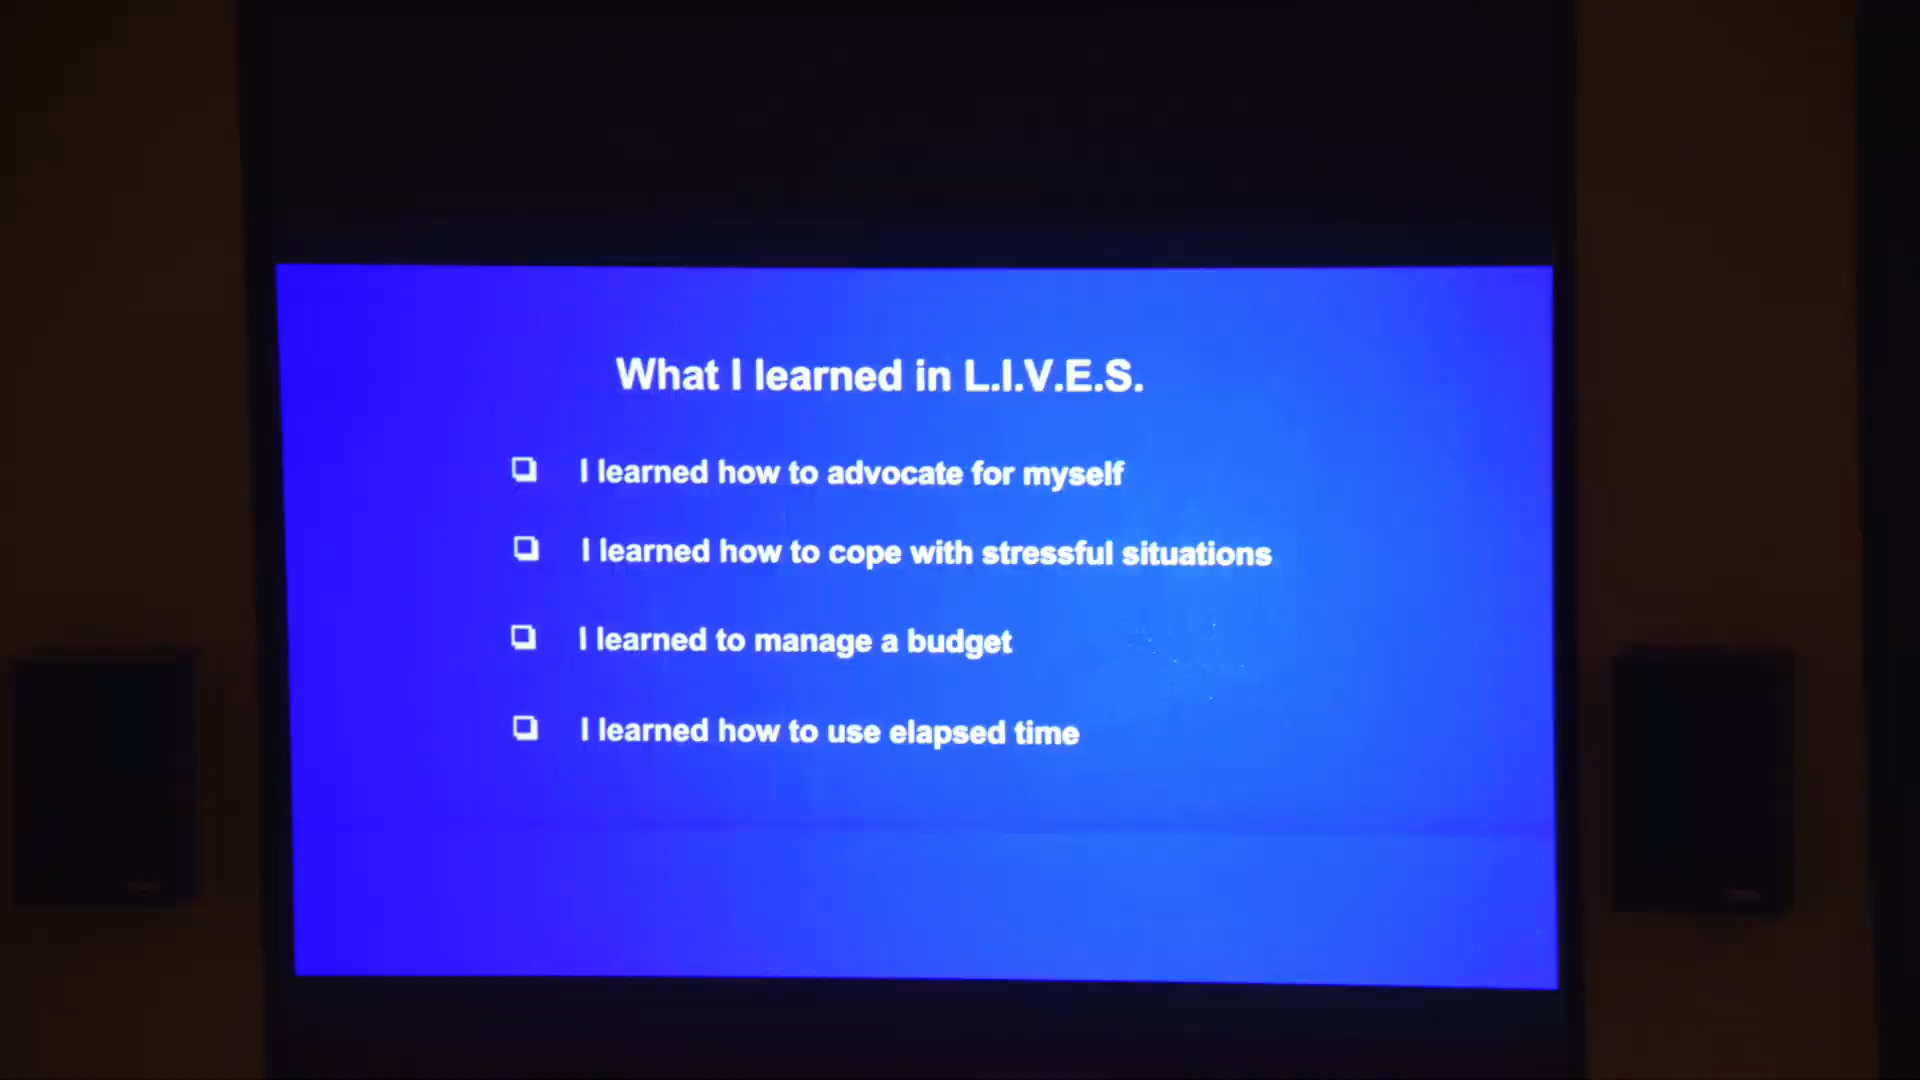 What I learned in L.I.V.E.S.
❑ I learned how to advocate for myself
❑ I learned how to cope with stressful situations
❑ I learned to manage a budget
❑ I learned how to use elapsed time